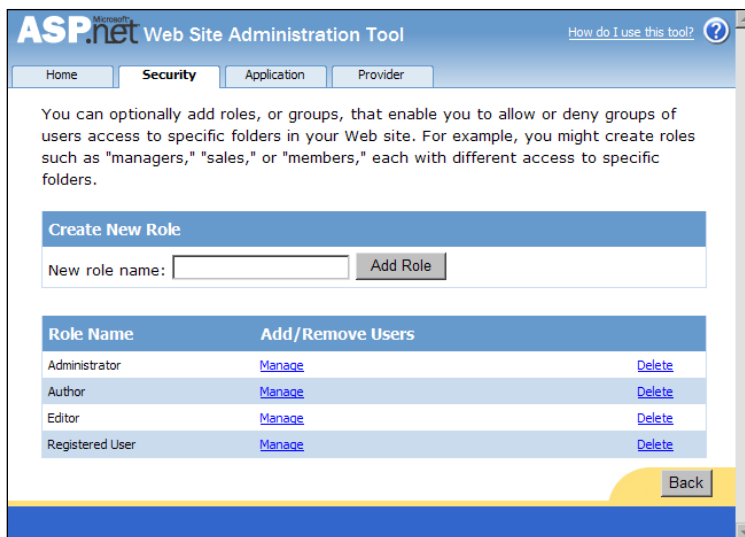 Microsoft
ASP.net Web Site Administration Tool
How do I use this tool? ?
Home Security Application Provider
You can optionally add roles, or groups, that enable you to allow or deny groups of
users access to specific folders in your Web site. For example, you might create roles
such as "managers," "sales," or "members," each with different access to specific
folders.
Create New Role
New role name: Add Role
Role Name Add/Remove Users
Administrator Manage Delete
Author Manage Delete
Editor Manage Delete
Registered User Manage Delete
Back